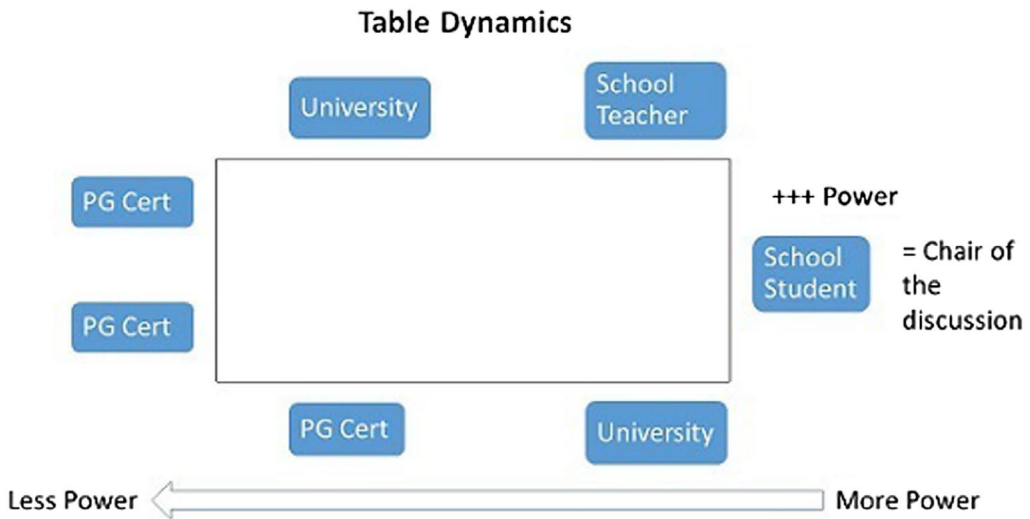 Table Dynamics
University
School
Teacher
PG Cert
+++ Power
School
Student
= Chair of
the
discussion
PG Cert
PG Cert
University
Less Power
More Power